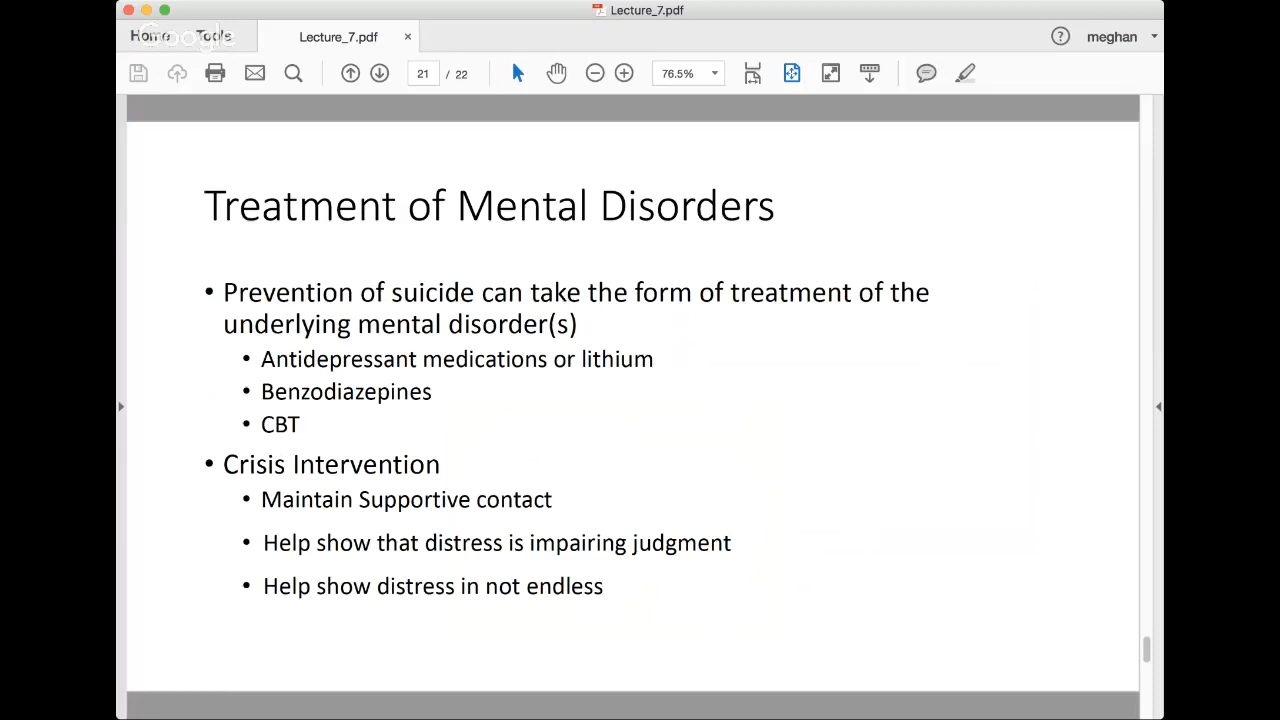 Lecture_7.pdf
Home Tools Lecture_7.pdf × ? meghan
Google
21 / 22 76.5%
Treatment of Mental Disorders
• Prevention of suicide can take the form of treatment of the
underlying mental disorder(s)
• Antidepressant medications or lithium
• Benzodiazepines
• CBT
• Crisis Intervention
• Maintain Supportive contact
• Help show that distress is impairing judgment
• Help show distress in not endless